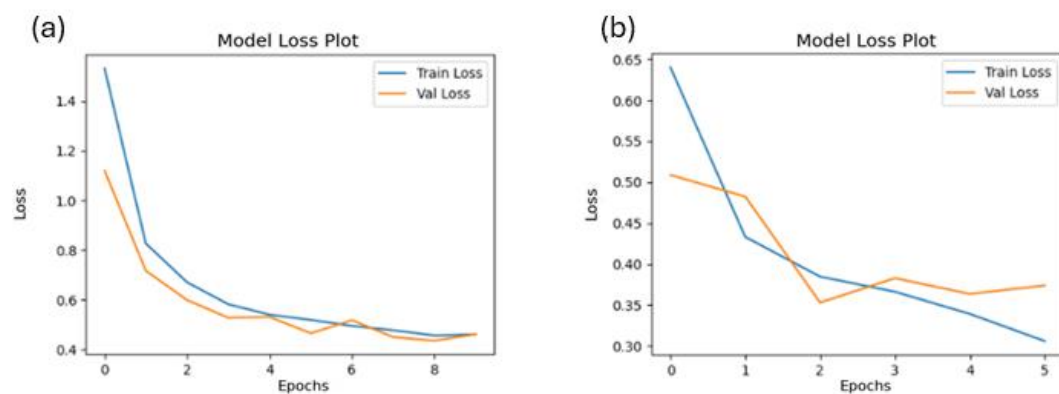 (a)
Model Loss Plot
Train Loss
Val Loss
1.4
1.2
1.0
0.8
0.6
0.4
Loss
0 2 4 6 8
Epochs
(b)
Model Loss Plot
Train Loss
Val Loss
0.65
0.60
0.55
0.50
0.45
0.40
0.35
0.30
Loss
0 1 2 3 4 5
Epochs